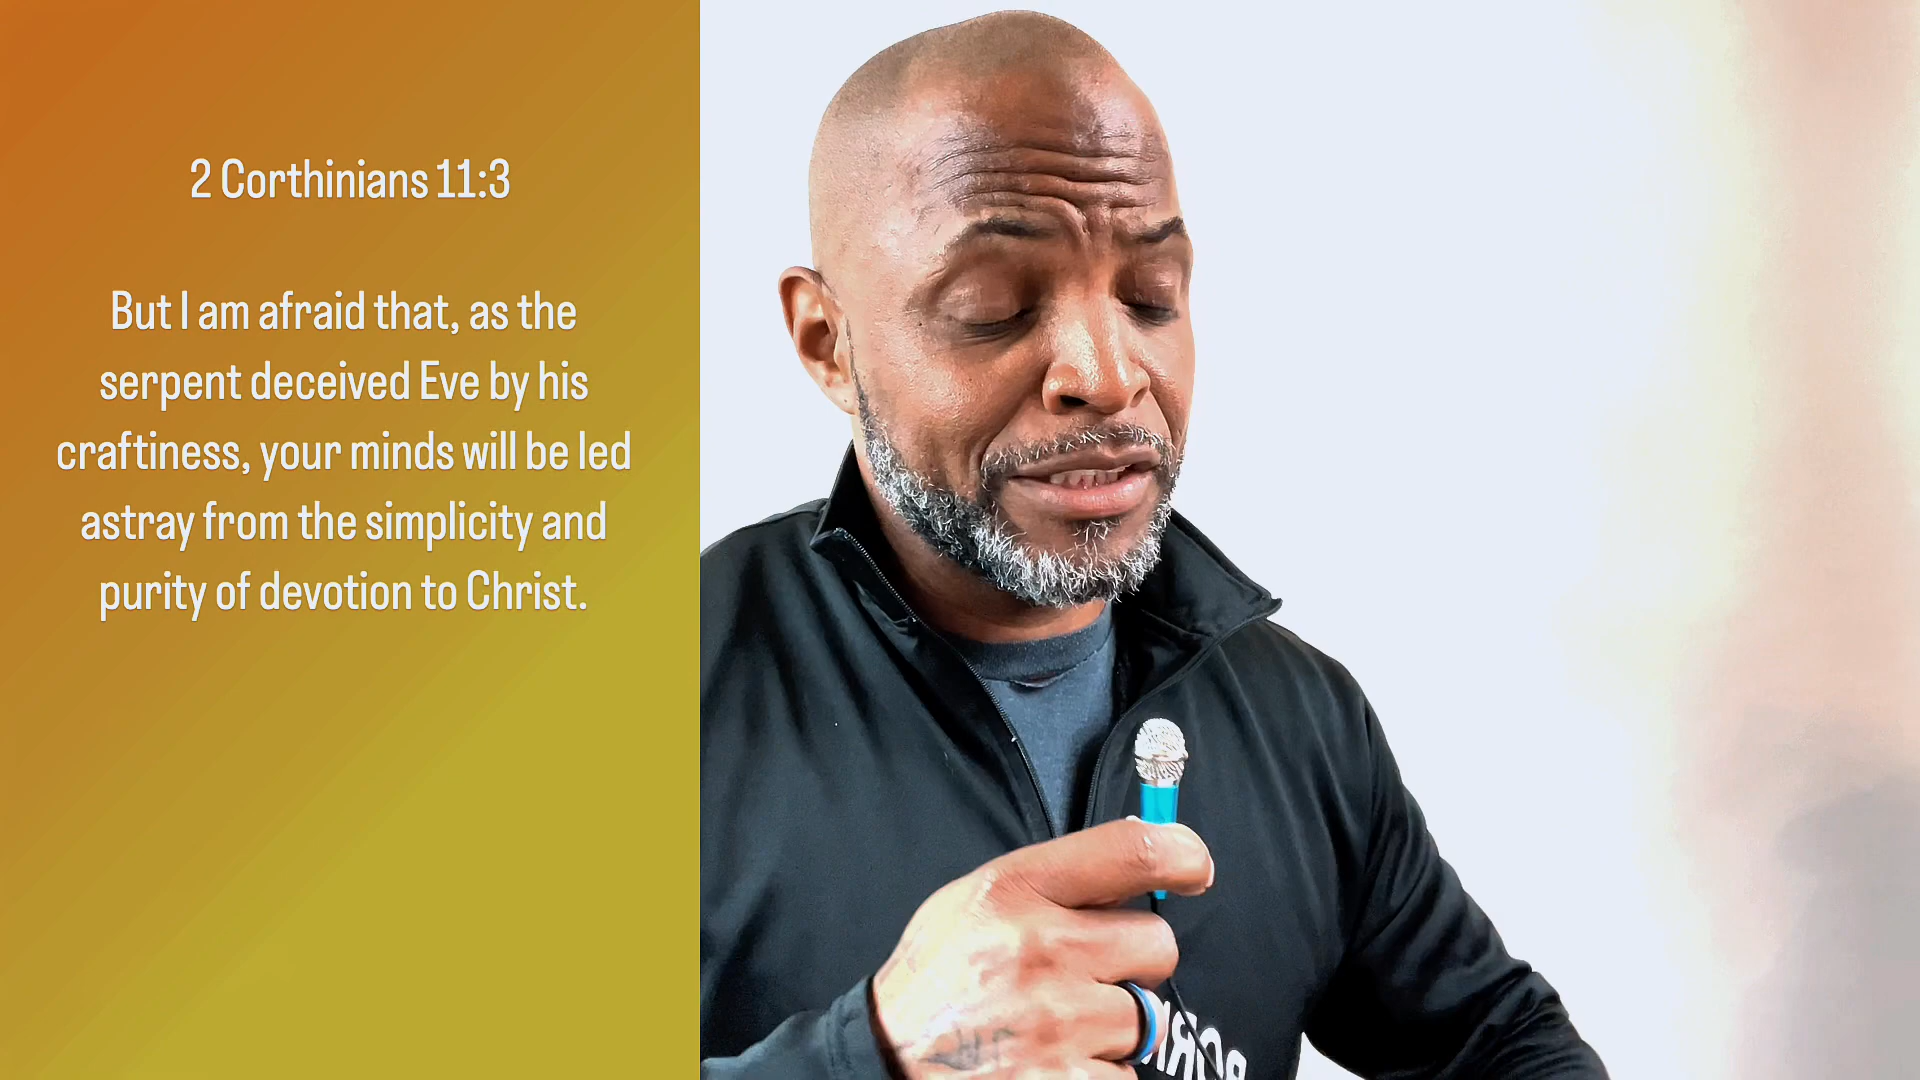 2 Corthinians 11:3
But I am afraid that, as the
serpent deceived Eve by his
craftiness, your minds will be led
astray from the simplicity and
purity of devotion to Christ.